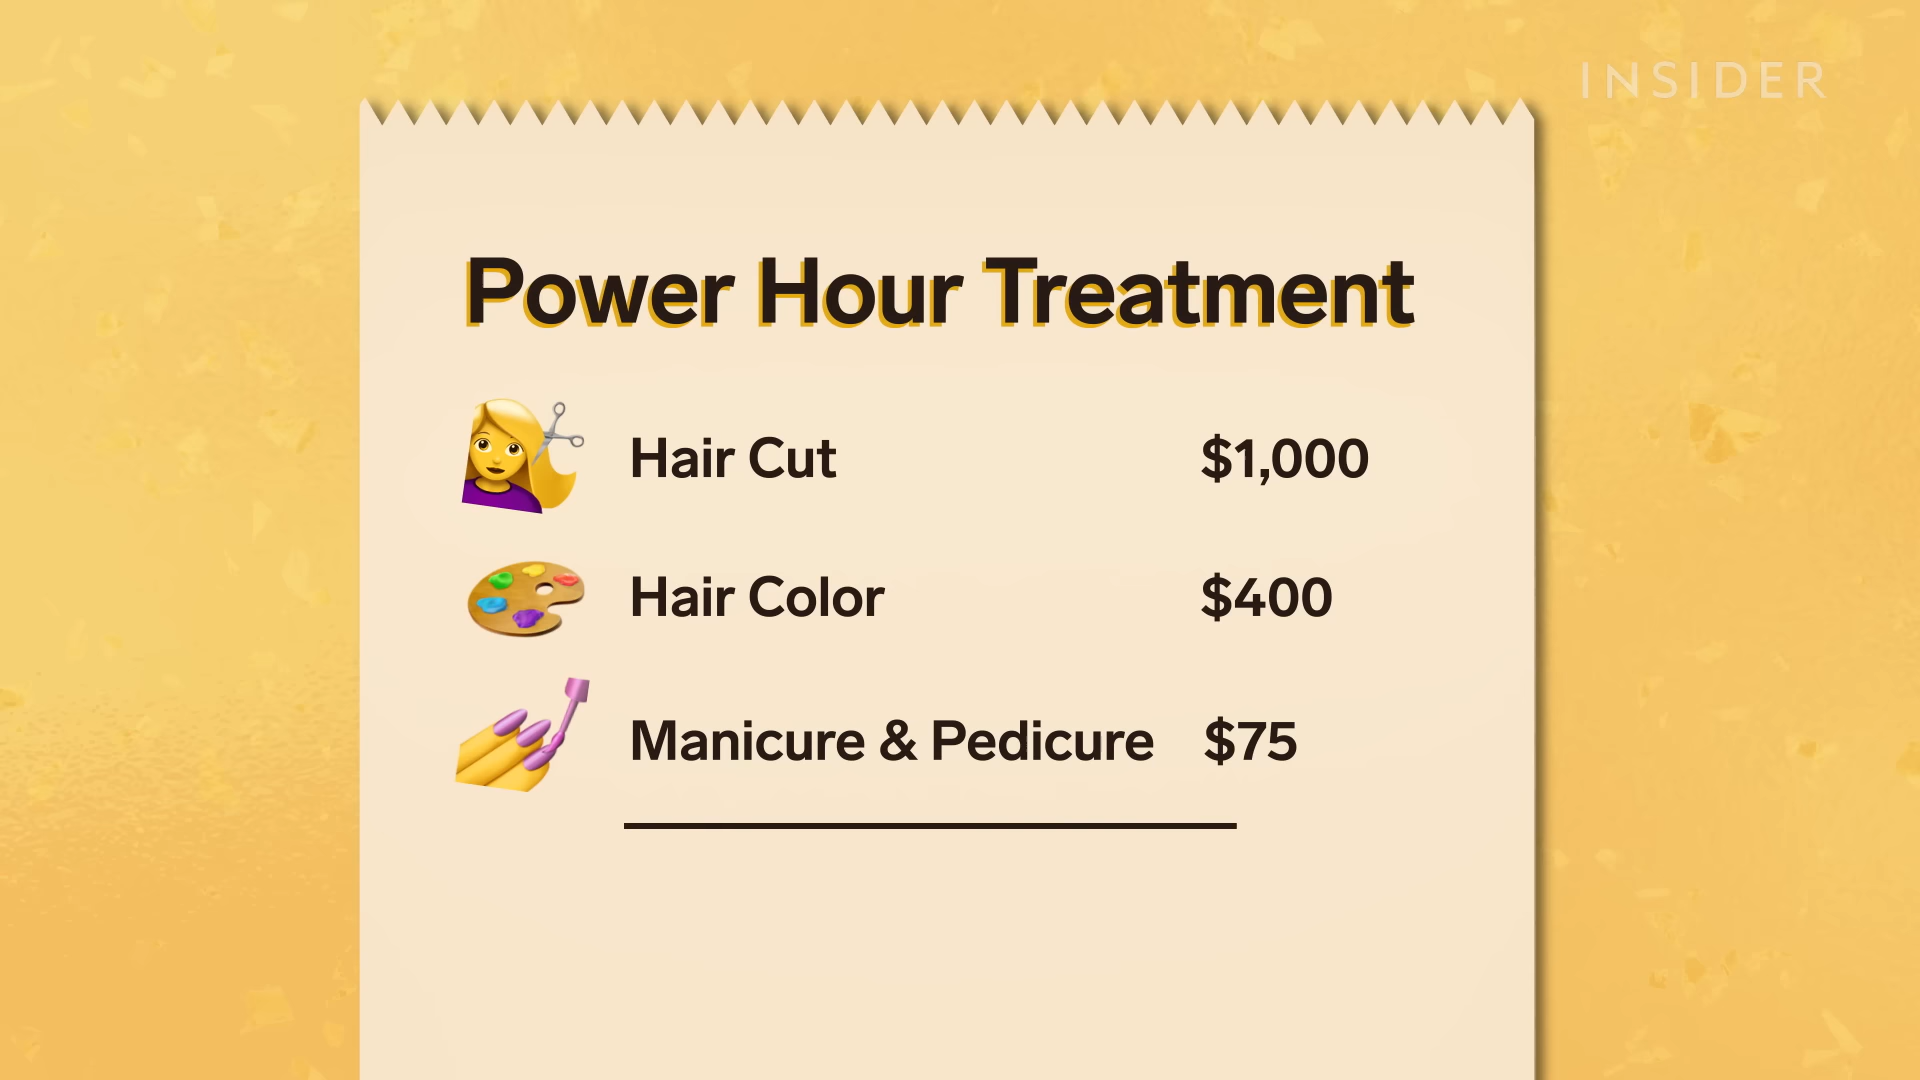 INSIDER
Power Hour Treatment
Hair Cut $1,000
Hair Color $400
Manicure & Pedicure $75